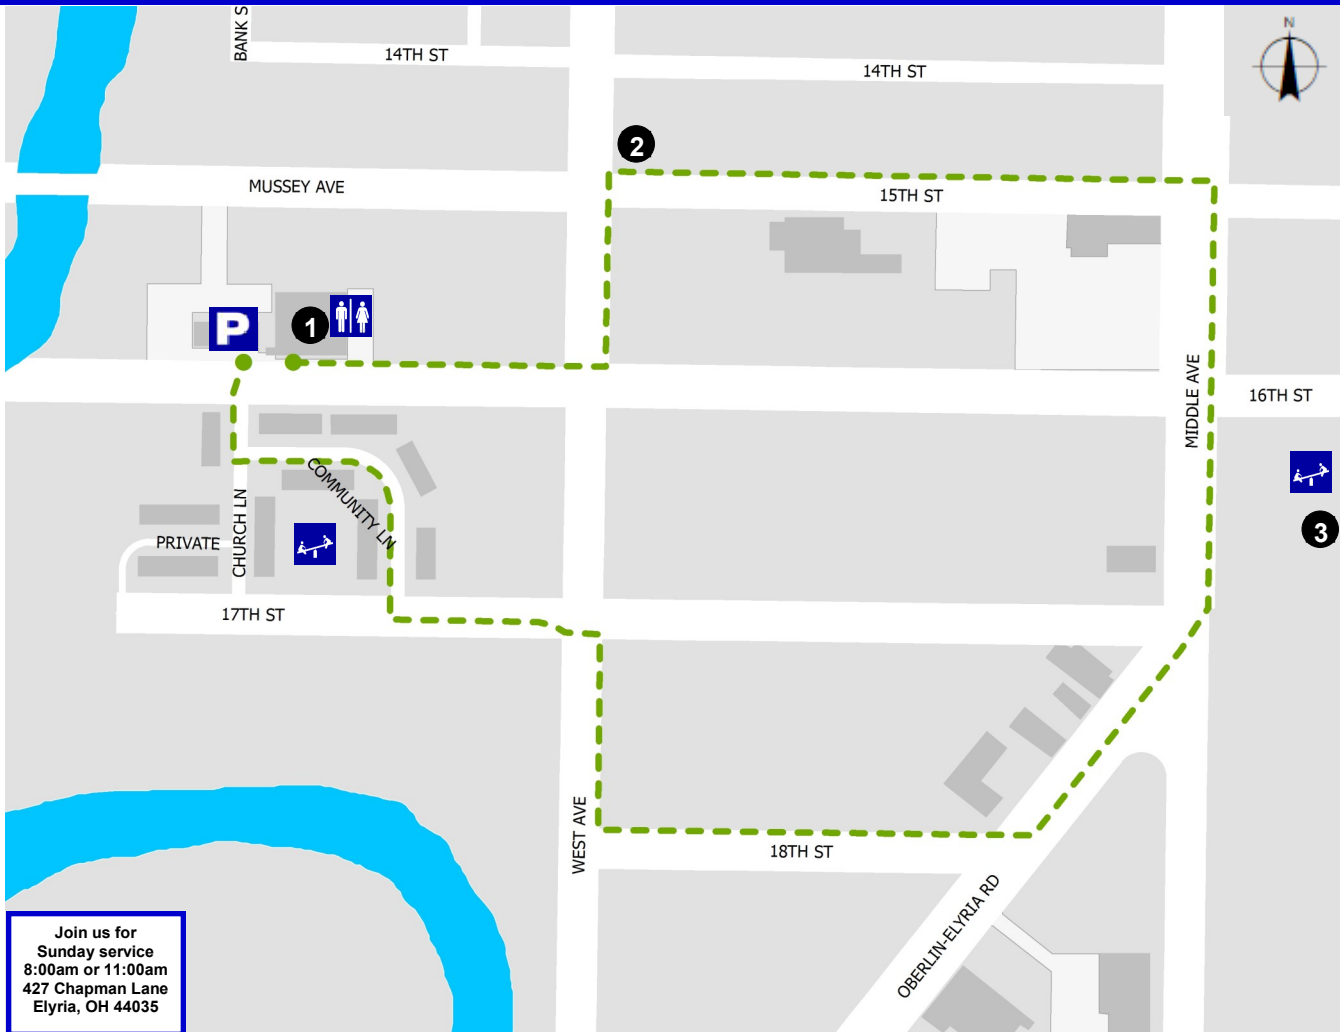 BANK S
14TH ST
14TH ST
N
2
MUSSEY AVE
15TH ST
P
1
MIDDLE AVE
16TH ST
COMMUNITY LN
CHURCH LN
PRIVATE
3
17TH ST
WEST AVE
18TH ST
OBERLIN-ELYRIA RD
Join us for
Sunday service
8:00am or 11:00am
427 Chapman Lane
Elyria, OH 44035